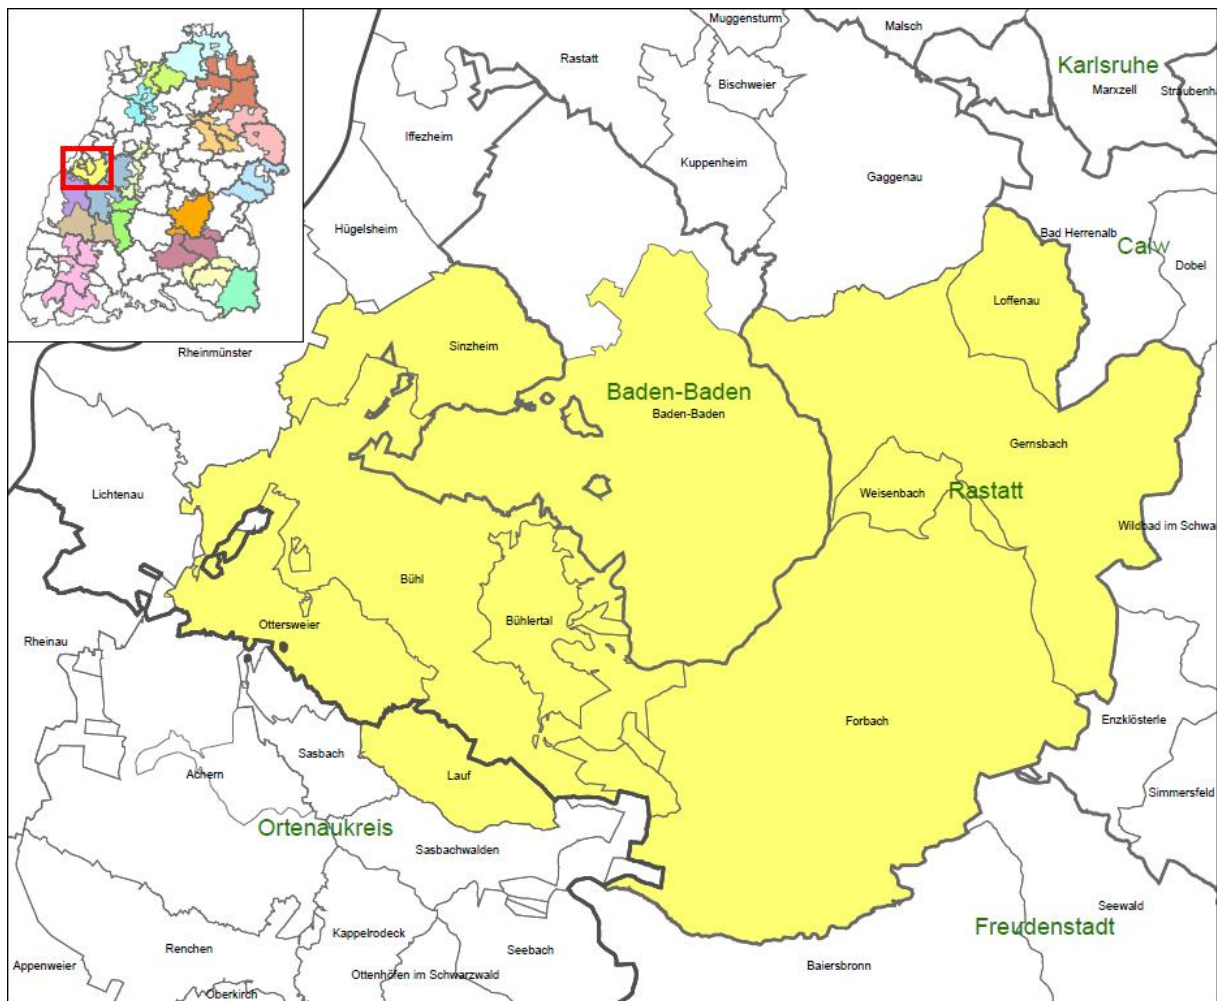 Muggensturm
Malsch
Rastatt
Karlsruhe
Bischweier
Marxzell
Iffezheim
Kuppenheim
Gaggenau
Hügelsheim
Bad Herrenalb
Calw
Dobel
Loffenau
Sinzheim
Rheinmünster
Baden-Baden
Baden-Baden
Gernsbach
Lichtenau
Weisenbach
Rastatt
Wildbad im Schwa
Bühl
Ottersweier
Bühlertal
Rheinau
Forbach
Enzklösterle
Sasbach
Achern
Lauf
Simmersfeld
Ortenaukreis
Sasbachwalden
Seewald
Kappelrodeck
Freudenstadt
Renchen
Seebach
Appenweier
Ottenhöfen im Schwarzwald
Baiersbronn
Oberkirch